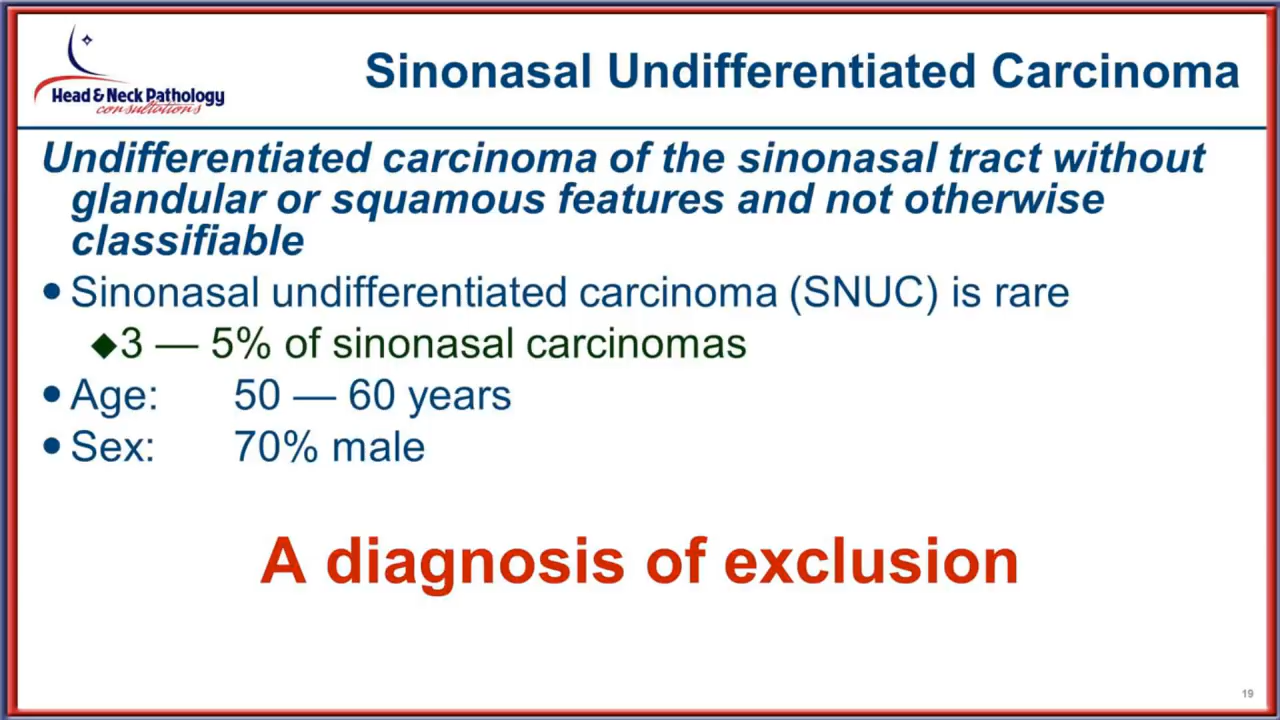 Head & Neck Pathology
consultations
Sinonasal Undifferentiated Carcinoma
Undifferentiated carcinoma of the sinonasal tract without
glandular or squamous features and not otherwise
classifiable
• Sinonasal undifferentiated carcinoma (SNUC) is rare
◆3 — 5% of sinonasal carcinomas
• Age: 50 — 60 years
• Sex: 70% male
A diagnosis of exclusion
19